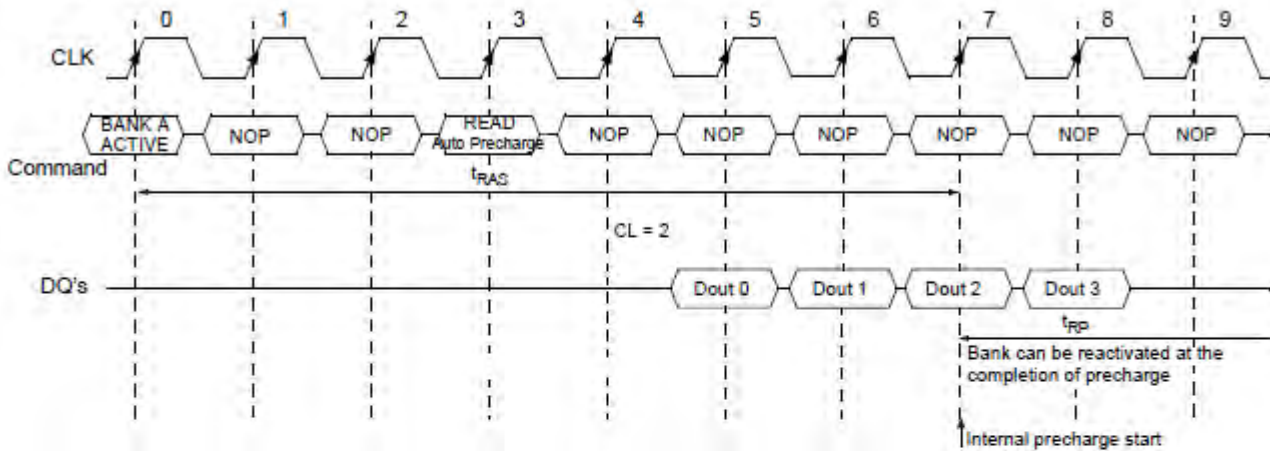 0 1 2 3 4 5 6 7 8 9
CLK
BANK A
ACTIVE
NOP
NOP
READ
Auto Precharge
NOP
NOP
NOP
NOP
NOP
NOP
Command
tRAS
CL = 2
DQ's
Dout 0
Dout 1
Dout 2
Dout 3
tRP
Bank can be reactivated at the
completion of precharge
Internal precharge start